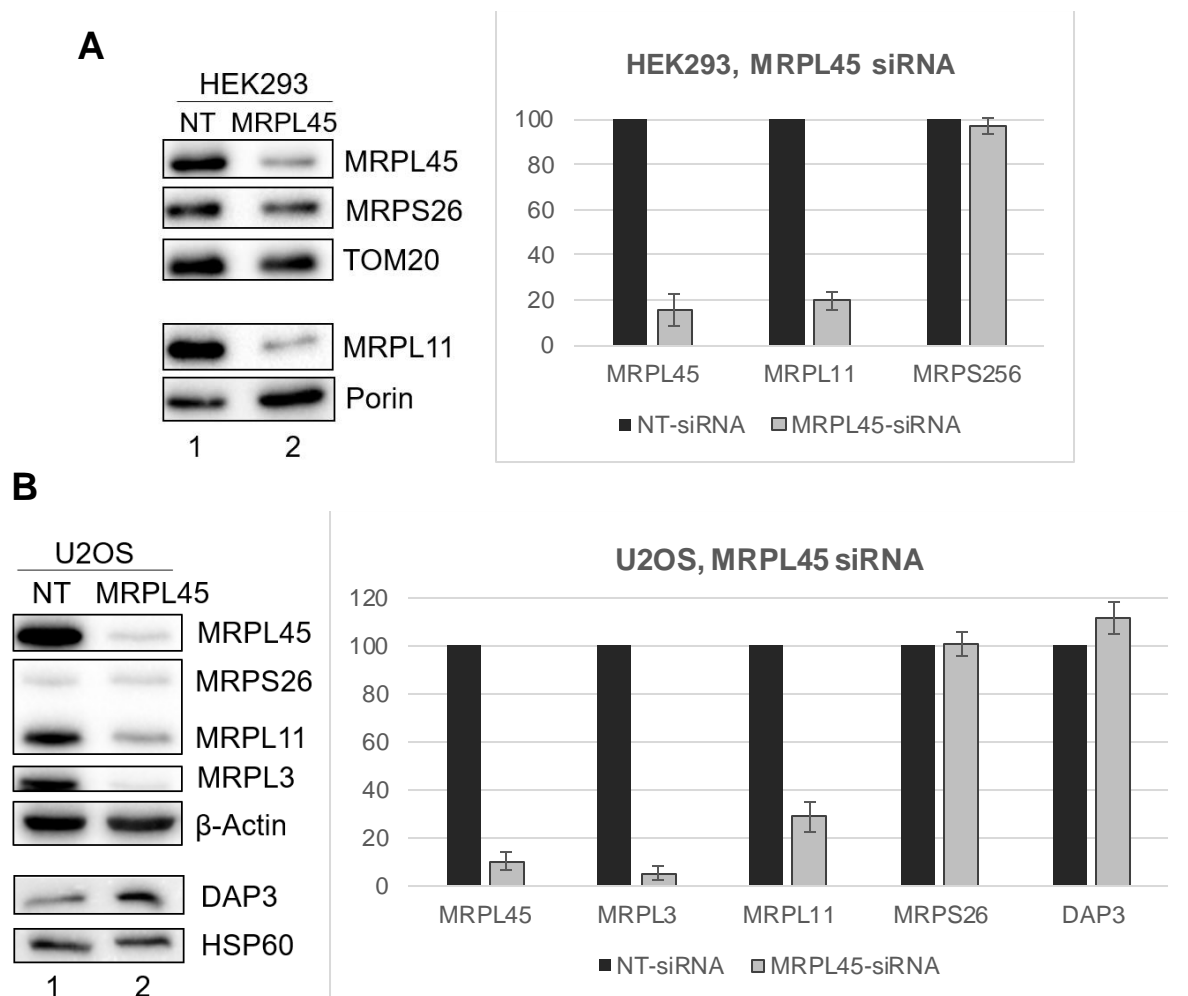 A
HEK293
NT MRPL45
MRPL45
MRPS26
TOM20
MRPL11
Porin
1 2
HEK293, MRPL45 siRNA
100
80
60
40
20
0
MRPL45 MRPL11 MRPS256
NT-siRNA MRPL45-siRNA
B
U2OS
NT MRPL45
MRPL45
MRPS26
MRPL11
MRPL3
β-Actin
DAP3
HSP60
1 2
U2OS, MRPL45 siRNA
120
100
80
60
40
20
0
MRPL45 MRPL3 MRPL11 MRPS26 DAP3
NT-siRNA MRPL45-siRNA